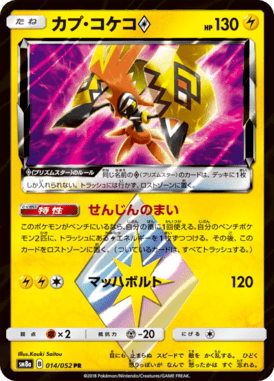 たね
カプ・コケコ◇
HP 130
◇(プリズムスター)のルール
同じ名前の◇(プリズムスター)のカードは、デッキに1枚
しか入れられない。トラッシュには行かず、ロストゾーンに置く。
特性
せんじんのまい
このポケモンがベンチにいるなら、自分の番に1回使える。自分のベンチポケ
モン2匹に、トラッシュにあるエネルギーを1枚ずつつける。その後、この
カードをロストゾーンに置く。(ついているカードは、すべてトラッシュする。)
マッハボルト 120
弱点 ×2 抵抗力 -20 にげる
Illus.Kouki Saitou
sm8a 014/052 PR
©2018 Pokémon/Nintendo/Creatures/GAME FREAK.